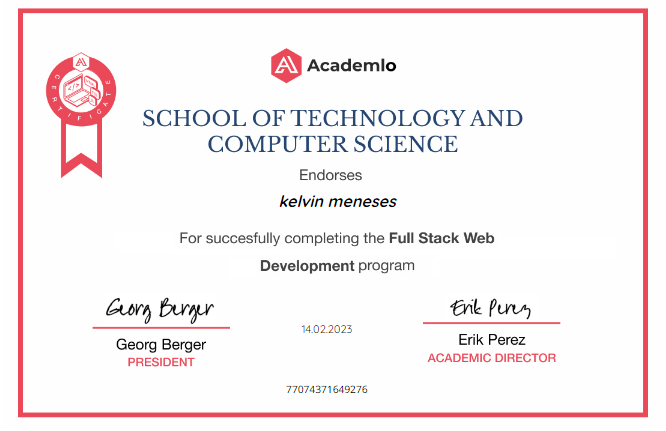 Academlo
CERTIFICATE
SCHOOL OF TECHNOLOGY AND
COMPUTER SCIENCE
Endorses
kelvin meneses
For succesfully completing the Full Stack Web
Development program
Georg Berger
Erik Perez
Georg Berger
14.02.2023
Erik Perez
PRESIDENT
ACADEMIC DIRECTOR
77074371649276